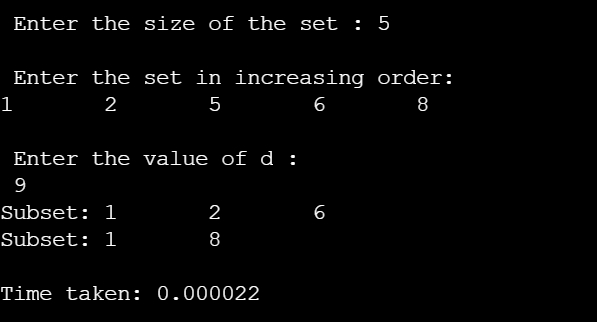 Enter the size of the set : 5
Enter the set in increasing order:
1 2 5 6 8
Enter the value of d :
9
Subset: 1 2 6
Subset: 1 8
Time taken: 0.000022